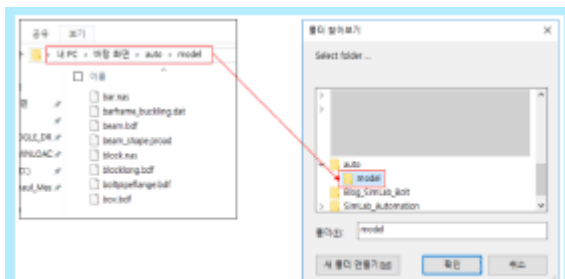 공유 보기
내 PC › 바탕 화면 › auto › model
이름
bar.nas
barframe_buckling.dat
beam.bdf
beam_shape.proad
block.nas
blocklong.bdf
boltpipeflange.bdf
box.bdf
폴더 찾아보기
Select folder ...
auto
model
Blog_SimLab_Bolt
SimLab_Automation
폴더(F): model
새 폴더 만들기(M) 확인 취소